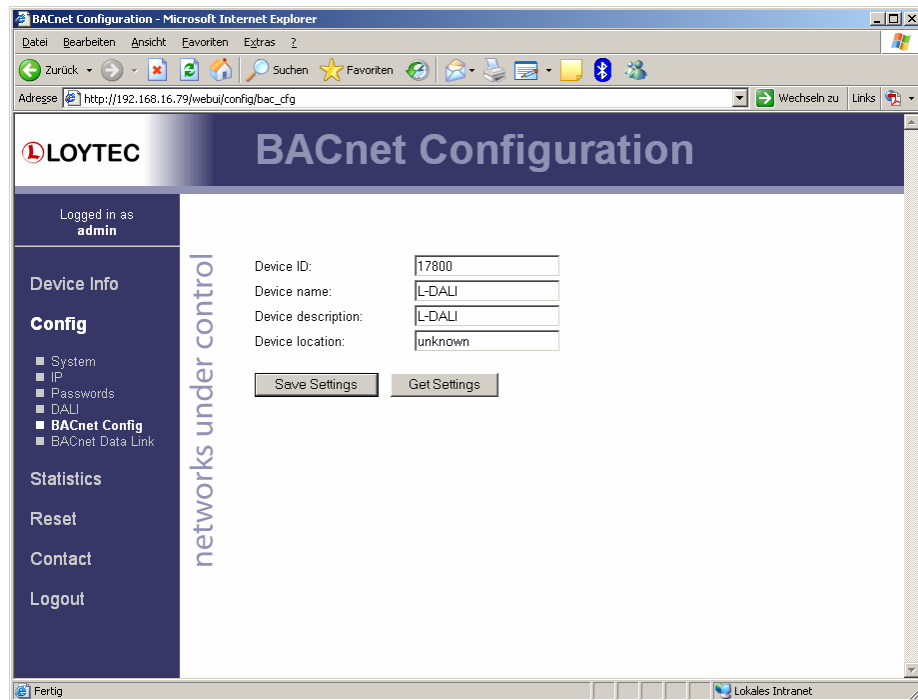 BACnet Configuration - Microsoft Internet Explorer
Datei Bearbeiten Ansicht Favoriten Extras ?
Zurück Suchen Favoriten
Adresse http://192.168.16.79/webui/config/bac_cfg Wechseln zu Links
LOYTEC
BACnet Configuration
Logged in as
admin
Device Info
Config
System
IP
Passwords
DALI
BACnet Config
BACnet Data Link
Statistics
Reset
Contact
Logout
networks under control
Device ID: 17800
Device name: L-DALI
Device description: L-DALI
Device location: unknown
Save Settings Get Settings
Fertig Lokales Intranet